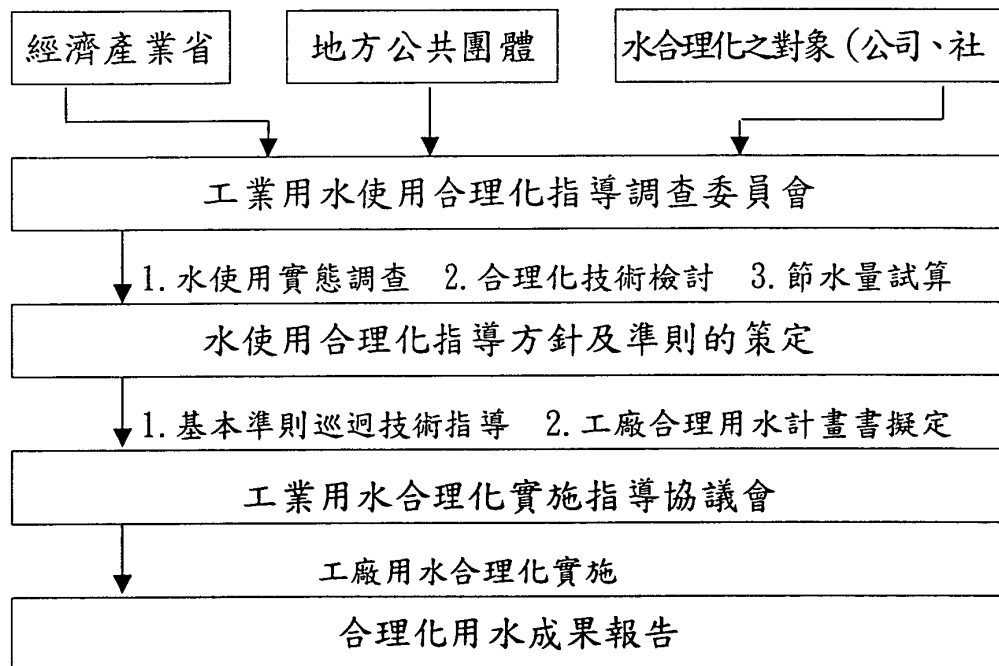 經濟產業省 地方公共團體 水合理化之對象(公司、社
工業用水使用合理化指導調查委員會
1.水使用實態調查 2.合理化技術檢討 3.節水量試算
水使用合理化指導方針及準則的策定
1.基本準則巡迴技術指導 2.工廠合理用水計畫書擬定
工業用水合理化實施指導協議會
工廠用水合理化實施
合理化用水成果報告